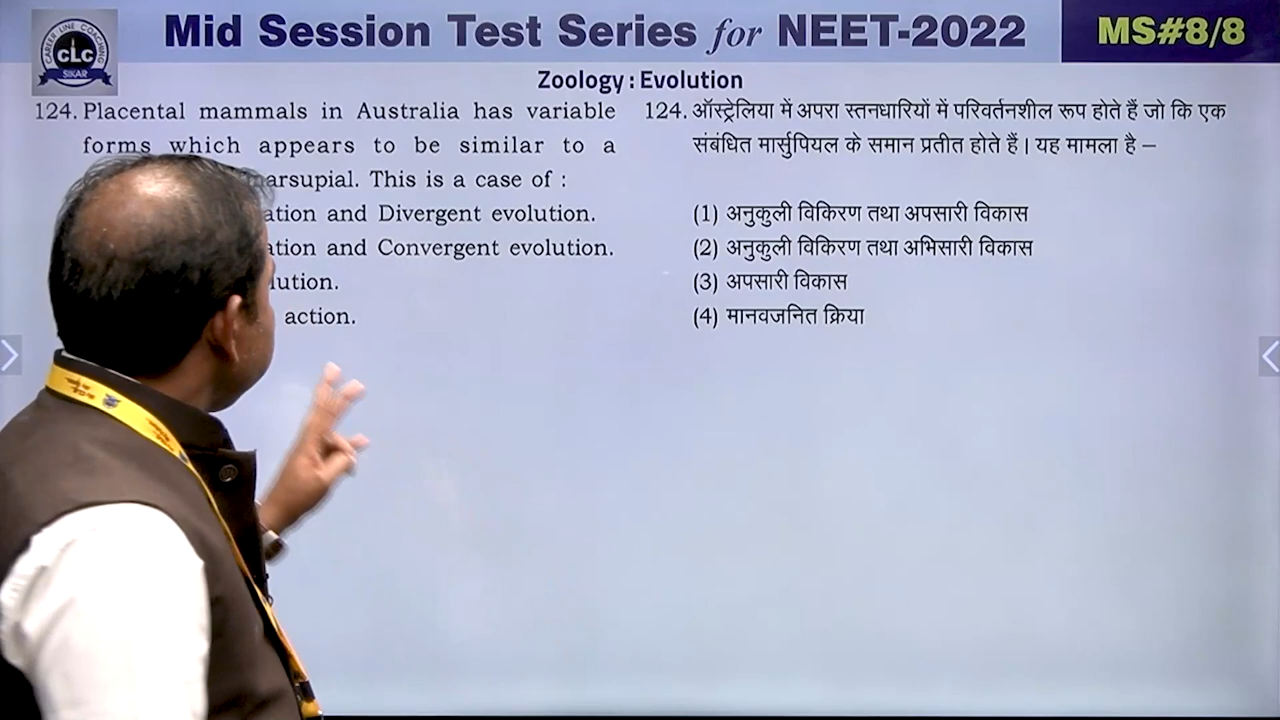 Mid Session Test Series for NEET-2022
MS#8/8
CAREER LINE COACHING
CLC
SIKAR
Zoology : Evolution
124. Placental mammals in Australia has variable
forms which appears to be similar to a
marsupial. This is a case of :
and Divergent evolution.
and Convergent evolution.
action.
124. ऑस्ट्रेलिया में अपरा स्तनधारियों में परिवर्तनशील रूप होते हैं जो कि एक
संबंधित मार्सुपियल के समान प्रतीत होते हैं। यह मामला है –
(1) अनुकुली विकिरण तथा अपसारी विकास
(2) अनुकुली विकिरण तथा अभिसारी विकास
(3) अपसारी विकास
(4) मानवजनित क्रिया